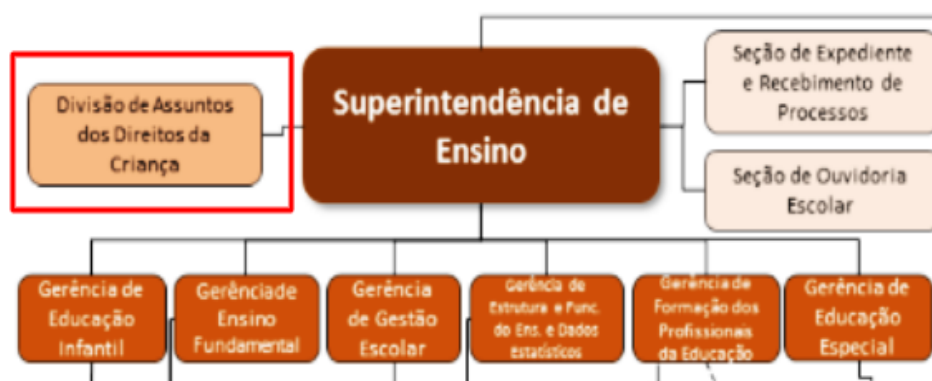 Divisão de Assuntos
dos Direitos da
Criança
Superintendência de
Ensino
Seção de Expediente
e Recebimento de
Processos
Seção de Ouvidoria
Escolar
Gerência de
Educação
Infantil
Gerênciade
Ensino
Fundamental
Gerência
de Gestão
Escolar
Gerência de
Estrutura e Func.
do Ens. e Dados
Estatísticos
Gerência de
Formação dos
Profissionais
da Educação
Gerência de
Educação
Especial